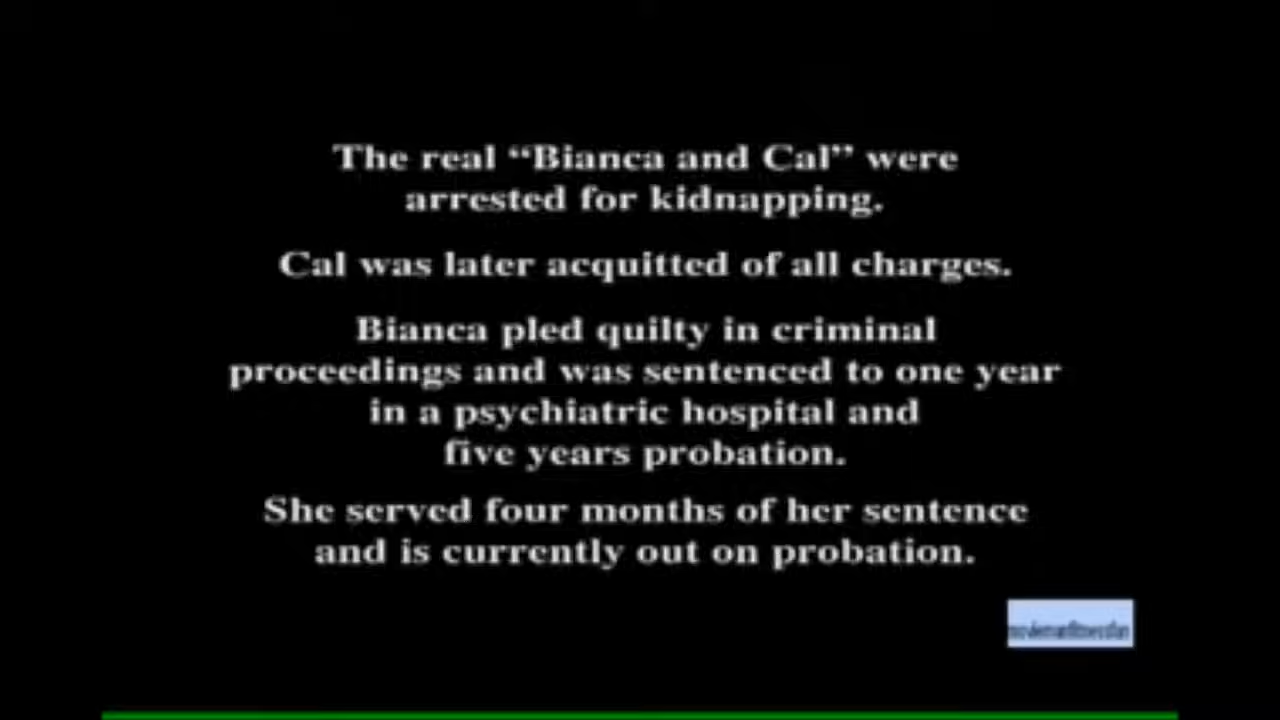 The real “Bianca and Cal” were
arrested for kidnapping.
Cal was later acquitted of all charges.
Bianca pled quilty in criminal
proceedings and was sentenced to one year
in a psychiatric hospital and
five years probation.
She served four months of her sentence
and is currently out on probation.